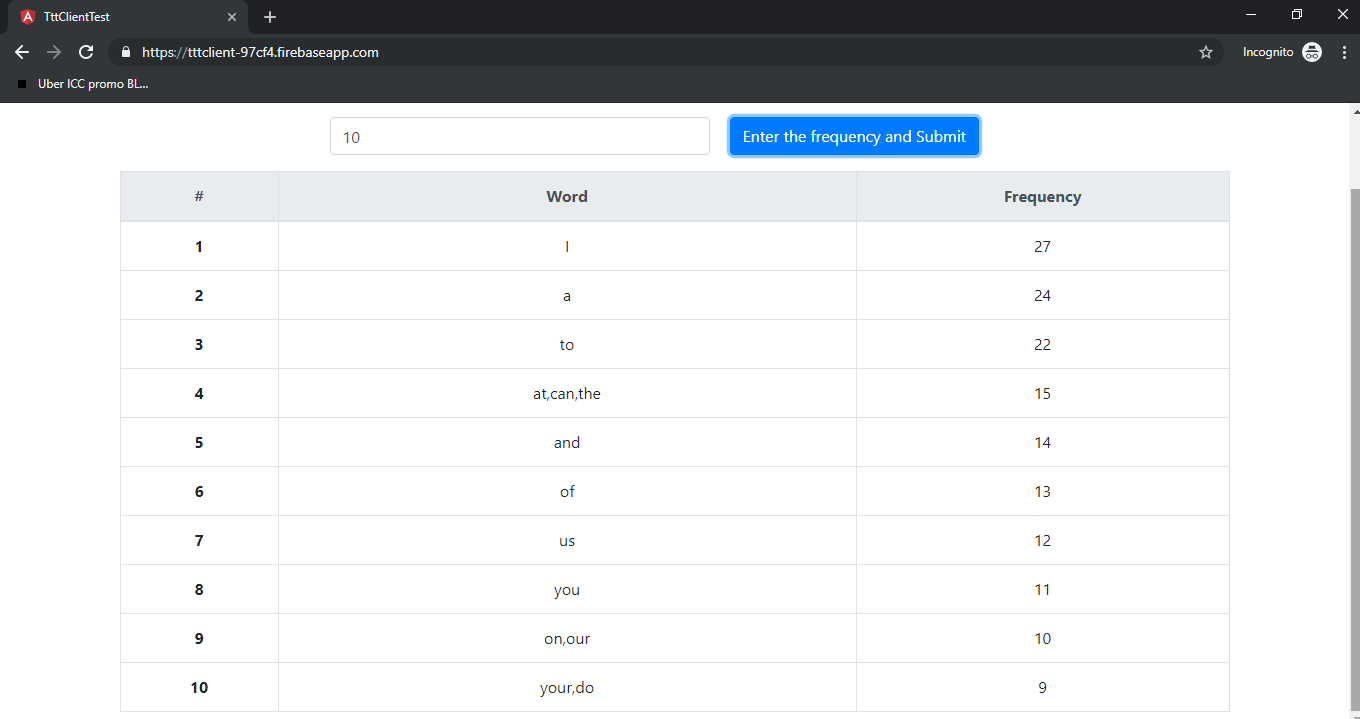 TttClientTest
https://tttclient-97cf4.firebaseapp.com
Incognito
Uber ICC promo BL...
10 Enter the frequency and Submit
# Word Frequency
1 I 27
2 a 24
3 to 22
4 at,can,the 15
5 and 14
6 of 13
7 us 12
8 you 11
9 on,our 10
10 your,do 9